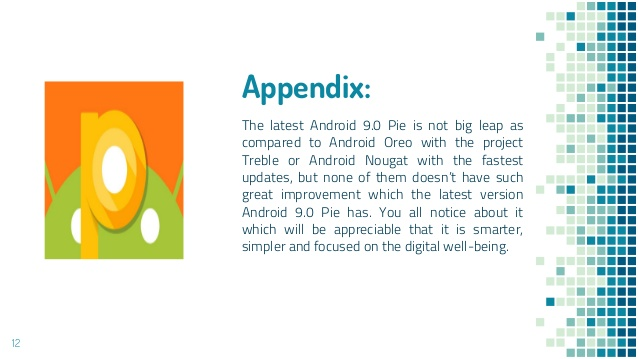 Appendix:
The latest Android 9.0 Pie is not big leap as
compared to Android Oreo with the project
Treble or Android Nougat with the fastest
updates, but none of them doesn't have such
great improvement which the latest version
Android 9.0 Pie has. You all notice about it
which will be appreciable that it is smarter,
simpler and focused on the digital well-being.
12